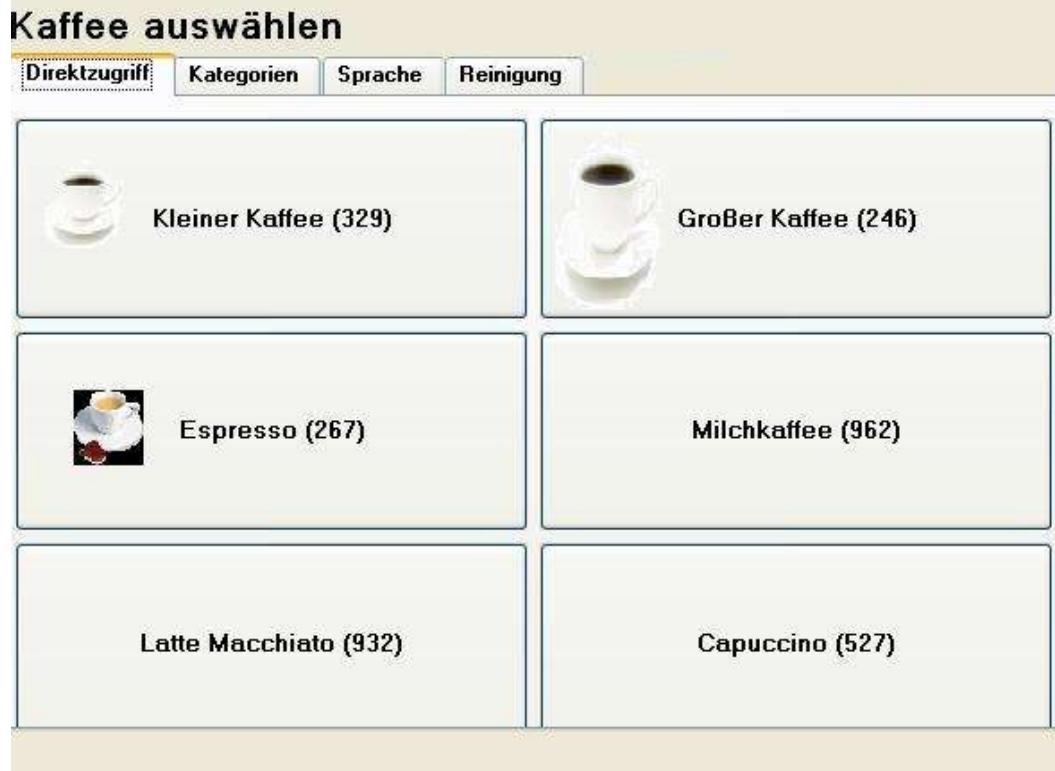 Kaffee auswählen
Direktzugriff Kategorien Sprache Reinigung
Kleiner Kaffee (329) Großer Kaffee (246)
Espresso (267) Milchkaffee (962)
Latte Macchiato (932) Capuccino (527)